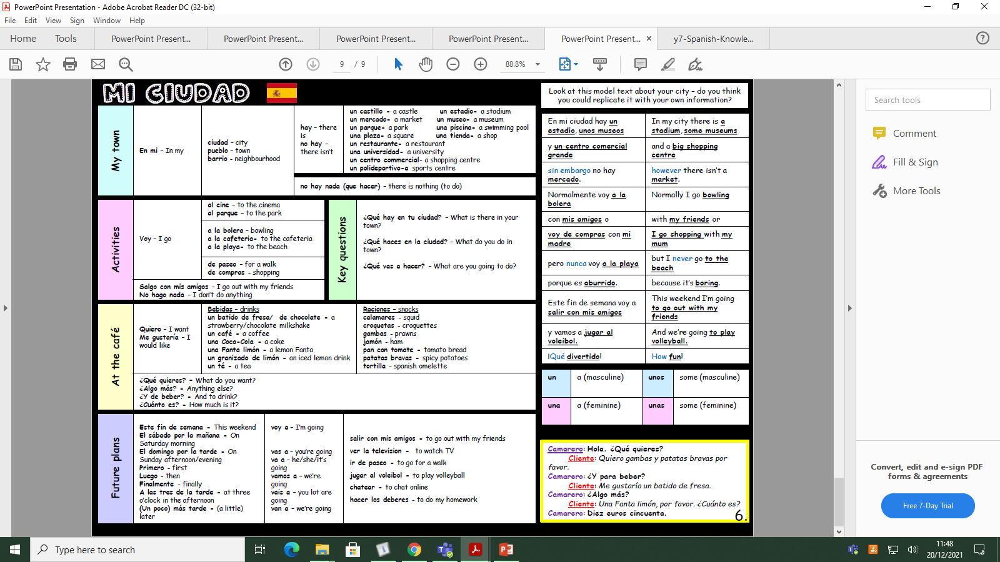 PowerPoint Presentation - Adobe Acrobat Reader DC (32-bit)
File Edit View Sign Window Help
Home Tools PowerPoint Present... PowerPoint Present... PowerPoint Present... PowerPoint Present... PowerPoint Present... × y7-Spanish-Knowle...
9 / 9 88.8%
MI CIUDAD
My town
En mi – In my
ciudad – city
pueblo - town
barrio - neighbourhood
hay – there
is
no hay –
there isn't
un castillo - a castle un estadio- a stadium
un mercado- a market un museo- a museum
un parque- a park una piscina- a swimming pool
una plaza- a square una tienda- a shop
un restaurante- a restaurant
una universidad- a university
un centro commercial- a shopping centre
un polideportivo-a sports centre
no hay nada (que hacer) – there is nothing (to do)
Activities
Voy – I go
al cine – to the cinema
al parque – to the park
a la bolera – bowling
a la cafeteria- to the cafeteria
a la playa- to the beach
de paseo – for a walk
de compras - shopping
Salgo con mis amigos – I go out with my friends
No hago nada – I don't do anything
Key questions
¿Qué hay en tu ciudad? – What is there in your
town?
¿Qué haces en la ciudad? – What do you do in
town?
¿Qué vas a hacer? – What are you going to do?
At the café
Quiero – I want
Me gustaría – I
would like
Bebidas – drinks
un batido de fresa/ de chocolate – a
strawberry/chocolate milkshake
un café - a coffee
una Coca-Cola - a coke
una Fanta limón - a lemon Fanta
un granizado de limón - an iced lemon drink
un té - a tea
Raciones – snacks
calamares - squid
croquetas - croquettes
gambas - prawns
jamón - ham
pan con tomate - tomato bread
patatas bravas - spicy potatoes
tortilla - spanish omelette
¿Qué quieres? - What do you want?
¿Algo más? - Anything else?
¿Y de beber? - And to drink?
¿Cuánto es? - How much is it?
Future plans
Este fin de semana - This weekend
El sábado por la mañana - On
Saturday morning
El domingo por la tarde - On
Sunday afternoon/evening
Primero - first
Luego - then
Finalmente - finally
A las tres de la tarde - at three
o'clock in the afternoon
(Un poco) más tarde - (a little)
later
voy a – I'm going
vas a – you're going
va a – he/she/it's
going
vamos a – we're
going
vais a – you lot are
going
van a – we're going
salir con mis amigos - to go out with my friends
ver la television - to watch TV
ir de paseo - to go for a walk
jugar al voleibol - to play volleyball
chatear - to chat online
hacer los deberes - to do my homework
Look at this model text about your city – do you think
you could replicate it with your own information?
En mi ciudad hay un
estadio, unos museos
In my city there is a
stadium, some museums
y un centro comercial
grande
and a big shopping
centre
sin embargo no hay
mercado.
however there isn't a
market.
Normalmente voy a la
bolera
Normally I go bowling
con mis amigos o
with my friends or
voy de compras con mi
madre
I go shopping with my
mum
pero nunca voy a la playa
but I never go to the
beach
porque es aburrido.
because it's boring.
Este fin de semana voy a
salir con mis amigos
This weekend I'm going
to go out with my
friends
y vamos a jugar al
voleibol.
And we're going to play
volleyball.
¡Qué divertido!
How fun!
un a (masculine) unos some (masculine)
una a (feminine) unas some (feminine)
Camarero: Hola. ¿Qué quieres?
Cliente: Quiero gambas y patatas bravas por
favor.
Camarero: ¿Y para beber?
Cliente: Me gustaría un batido de fresa.
Camarero: ¿Algo más?
Cliente: Una Fanta limón, por favor. ¿Cuánto es?
Camarero: Diez euros cincuenta.
6.
Search tools
Comment
Fill & Sign
More Tools
Convert, edit and e-sign PDF
forms & agreements
Free 7-Day Trial
Type here to search
11:48
20/12/2021